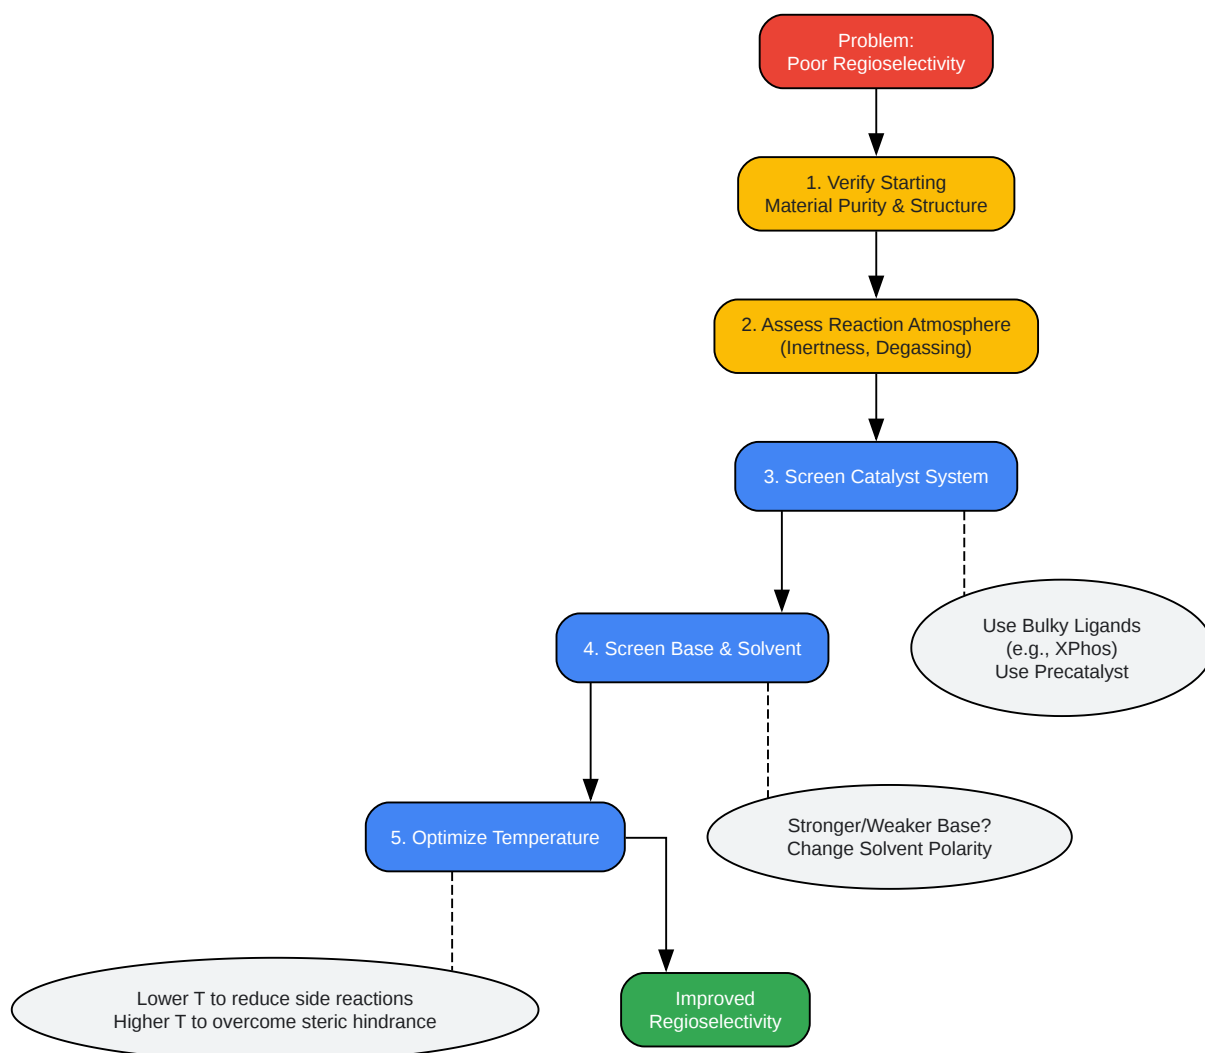 Problem:
Poor Regioselectivity
1. Verify Starting
Material Purity & Structure
2. Assess Reaction Atmosphere
(Inertness, Degassing)
3. Screen Catalyst System
Use Bulky Ligands
(e.g., XPhos)
Use Precatalyst
4. Screen Base & Solvent
Stronger/Weaker Base?
Change Solvent Polarity
5. Optimize Temperature
Lower T to reduce side reactions
Higher T to overcome steric hindrance
Improved
Regioselectivity